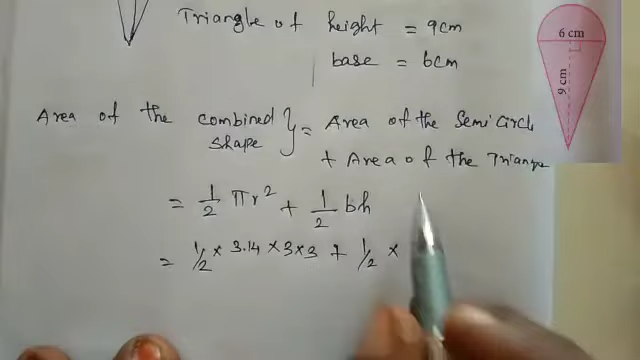 Triangle of height = 9cm
base = 6cm
6 cm
9 cm
Area of the combined shape } = Area of the Semi Circle
+ Area of the Triangle
= 1/2 πr² + 1/2 bh
= 1/2 × 3.14 × 3 × 3 + 1/2 ×